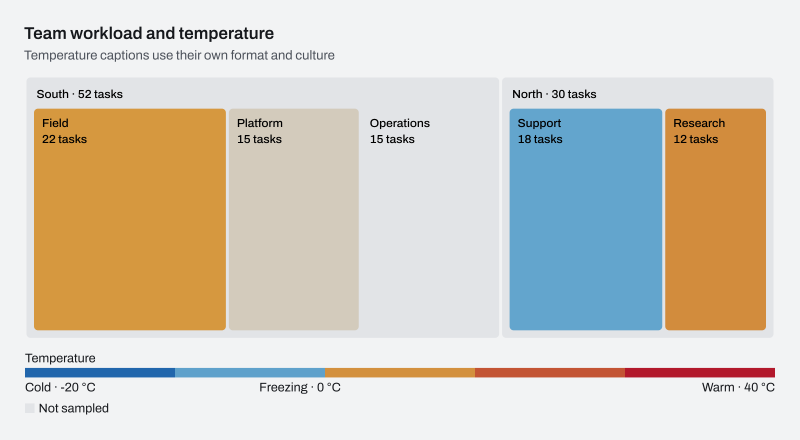 Team workload and temperature
Temperature captions use their own format and culture
South · 52 tasks
North · 30 tasks
Field
22 tasks
Platform
15 tasks
Operations
15 tasks
Support
18 tasks
Research
12 tasks
Temperature
Cold · -20 °C
Freezing · 0 °C
Warm · 40 °C
Not sampled